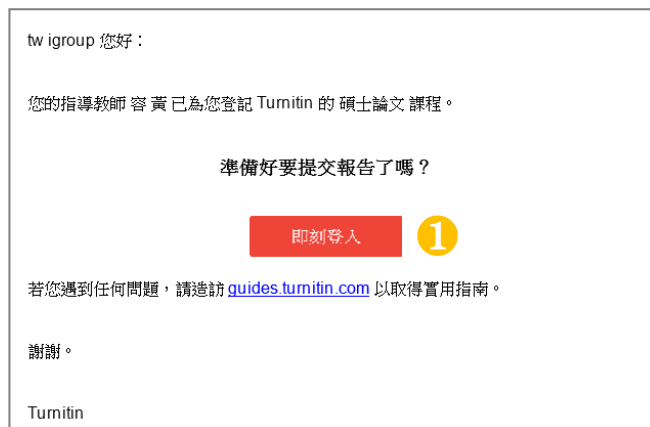 tw igroup 您好：
您的指導教師 容 黃 已為您登記 Turnitin 的 碩士論文 課程。
準備好要提交報告了嗎？
即刻登入 1
若您遇到任何問題，請造訪 guides.turnitin.com 以取得實用指南。
謝謝。
Turnitin